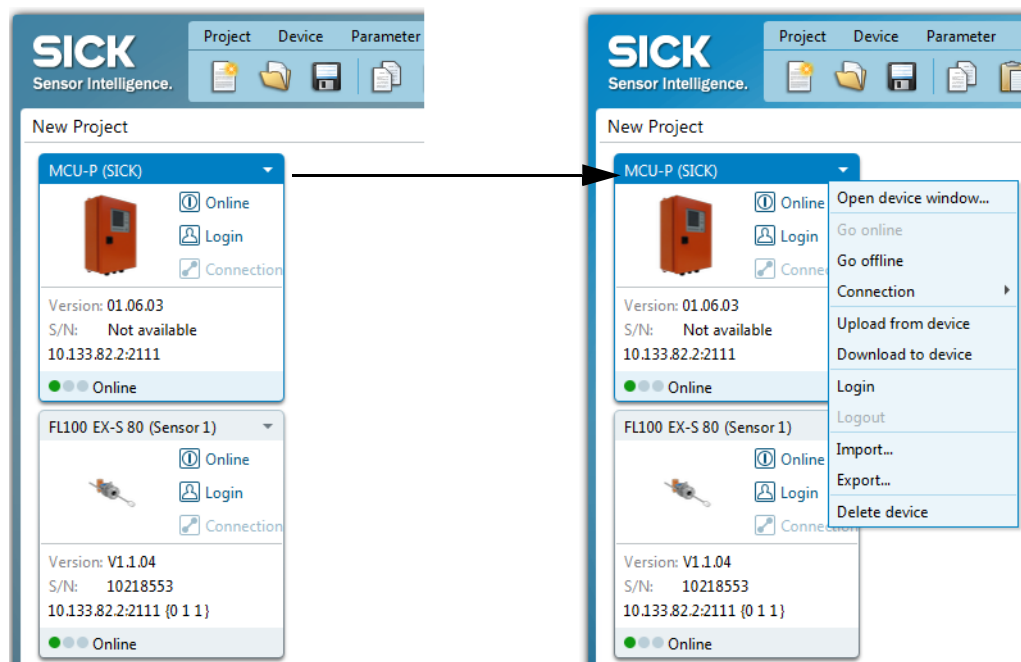 SICK
Sensor Intelligence.
Project Device Parameter
New Project
MCU-P (SICK)
Online
Login
Connection
Version: 01.06.03
S/N: Not available
10.133.82.2:2111
Online
FL100 EX-S 80 (Sensor 1)
Online
Login
Connection
Version: V1.1.04
S/N: 10218553
10.133.82.2:2111 {0 1 1}
Online
SICK
Sensor Intelligence.
Project Device Parameter
New Project
MCU-P (SICK)
Online
Login
Connec
Version: 01.06.03
S/N: Not available
10.133.82.2:2111
Online
Open device window...
Go online
Go offline
Connection
Upload from device
Download to device
Login
Logout
Import...
Export...
Delete device
FL100 EX-S 80 (Sensor 1)
Online
Login
Connection
Version: V1.1.04
S/N: 10218553
10.133.82.2:2111 {0 1 1}
Online